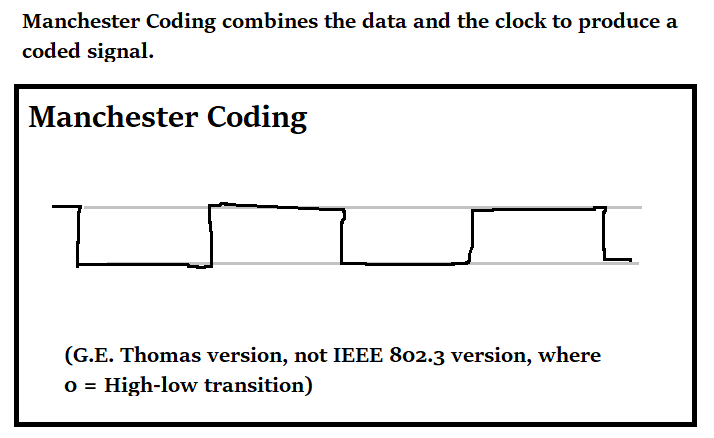 Manchester Coding combines the data and the clock to produce a
coded signal.
Manchester Coding
(G.E. Thomas version, not IEEE 802.3 version, where
0 = High-low transition)